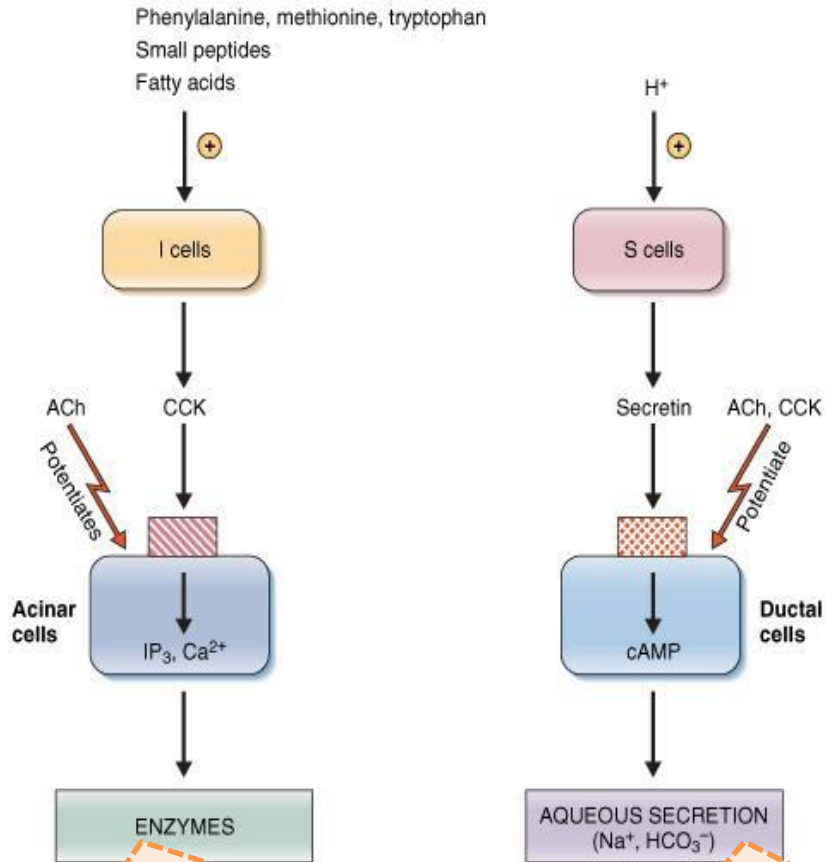 Phenylalanine, methionine, tryptophan
Small peptides
Fatty acids
H⁺
+
+
I cells
S cells
ACh
CCK
Secretin
ACh, CCK
Potentiates
Potentiate
Acinar
cells
IP₃, Ca²⁺
cAMP
Ductal
cells
ENZYMES
AQUEOUS SECRETION
(Na⁺, HCO₃⁻)